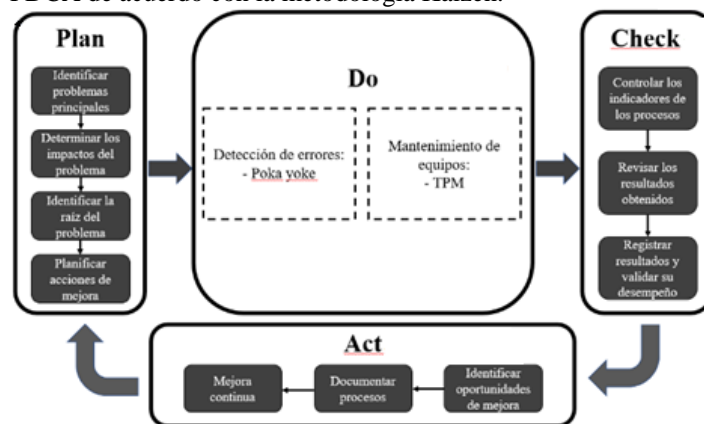 PDCA de acuerdo con la metodología Kaizen.
Plan
Identificar
problemas
principales
Determinar los
impactos del
problema
Identificar la
raíz del
problema
Planificar
acciones de
mejora
Do
Detección de errores:
- Poka yoke
Mantenimiento de
equipos:
- TPM
Check
Controlar los
indicadores de
los procesos
Revisar los
resultados
obtenidos
Registrar
resultados y
validar su
desempeño
Act
Mejora
continua
Documentar
procesos
Identificar
oportunidades
de mejora